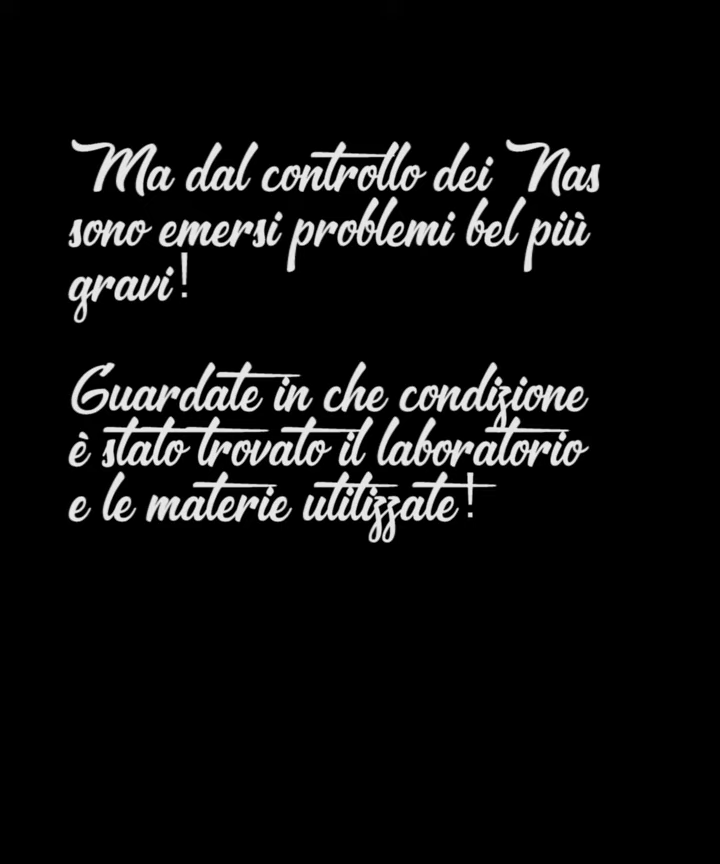 Ma dal controllo dei Nas
sono emersi problemi bel più
gravi!
Guardate in che condizione
è stato trovato il laboratorio
e le materie utilizzate!